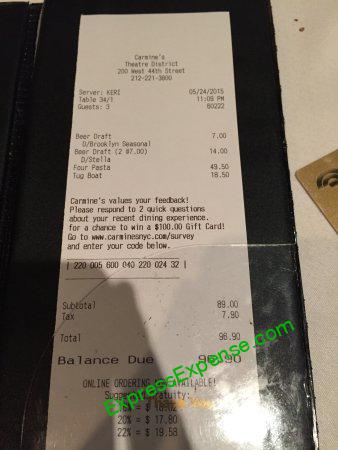 Carmine's
Theatre District
200 West 44th Street
212-221-3800
Server: KERI 05/24/2015
Table 34/1 11:09 PM
Guests: 3 60222
Beer Draft 7.00
D/Brooklyn Seasonal
Beer Draft (2 @7.00) 14.00
D/Stella
Four Pasta 49.50
Tug Boat 18.50
Carmine's values your feedback!
Please respond to 2 quick questions
about your recent dining experience.
for a chance to win a $100.00 Gift Card!
Go to www.carminesnyc.com/survey
and enter your code below.
| 220 005 600 040 220 024 32 |
Subtotal 89.00
Tax 7.90
Total 96.90
Balance Due 96.90
ONLINE ORDERING AVAILABLE!
Suggested Gratuity:
= $ 16.02
20% = $ 17.80
22% = $ 19.58
ExpressExpense.com